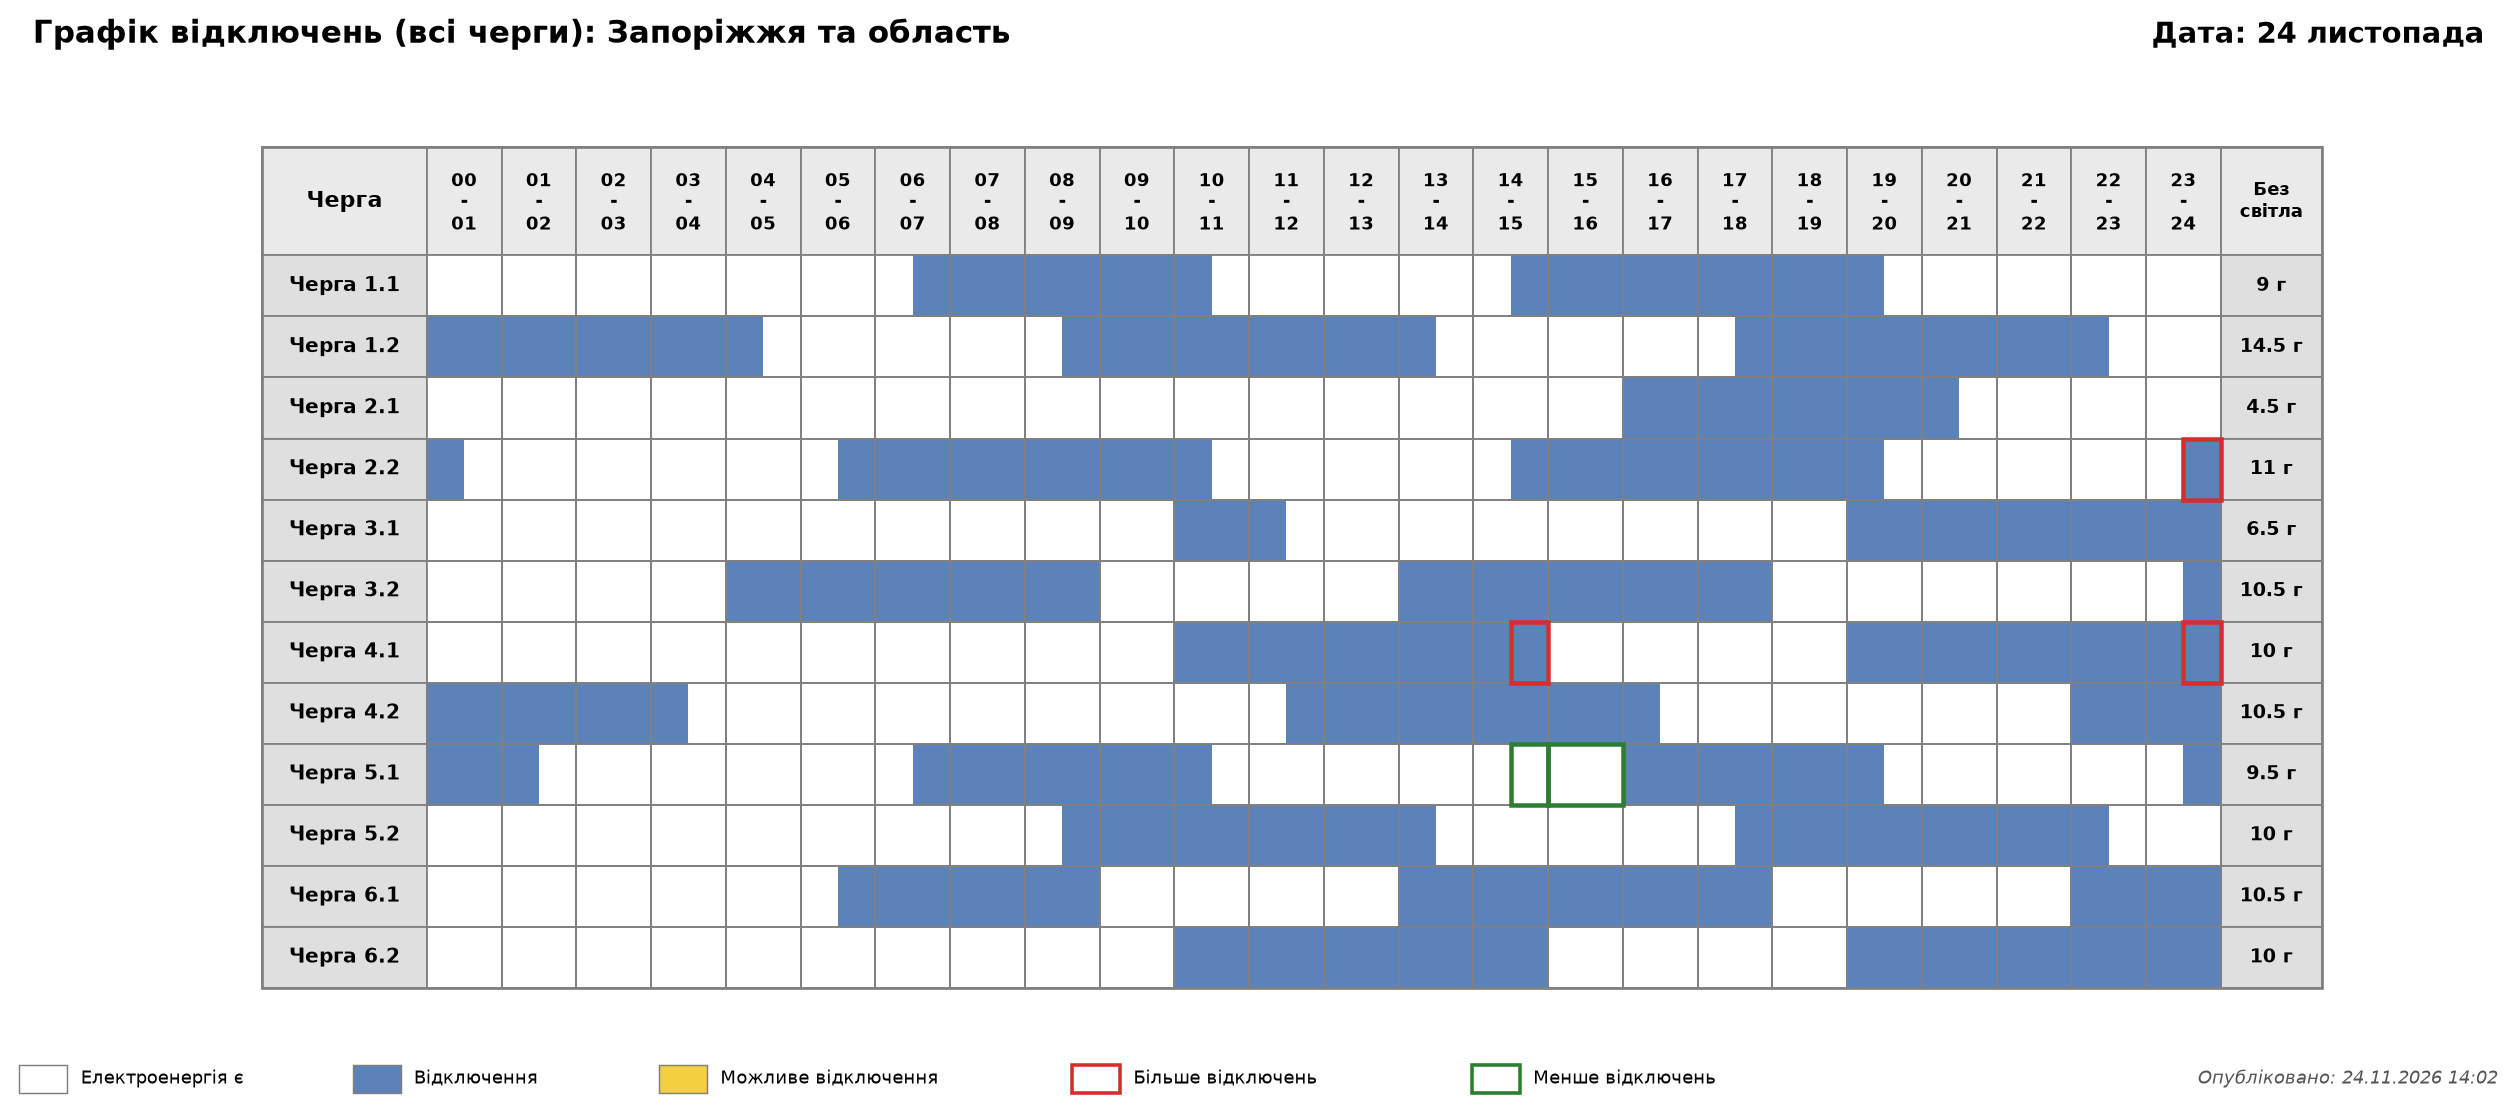 Графік відключень (всі черги): Запоріжжя та область
Дата: 24 листопада
Черга
00 - 01
01 - 02
02 - 03
03 - 04
04 - 05
05 - 06
06 - 07
07 - 08
08 - 09
09 - 10
10 - 11
11 - 12
12 - 13
13 - 14
14 - 15
15 - 16
16 - 17
17 - 18
18 - 19
19 - 20
20 - 21
21 - 22
22 - 23
23 - 24
Без
світла
Черга 1.1 9 г
Черга 1.2 14.5 г
Черга 2.1 4.5 г
Черга 2.2 11 г
Черга 3.1 6.5 г
Черга 3.2 10.5 г
Черга 4.1 10 г
Черга 4.2 10.5 г
Черга 5.1 9.5 г
Черга 5.2 10 г
Черга 6.1 10.5 г
Черга 6.2 10 г
Електроенергія є
Відключення
Можливе відключення
Більше відключень
Менше відключень
Опубліковано: 24.11.2026 14:02